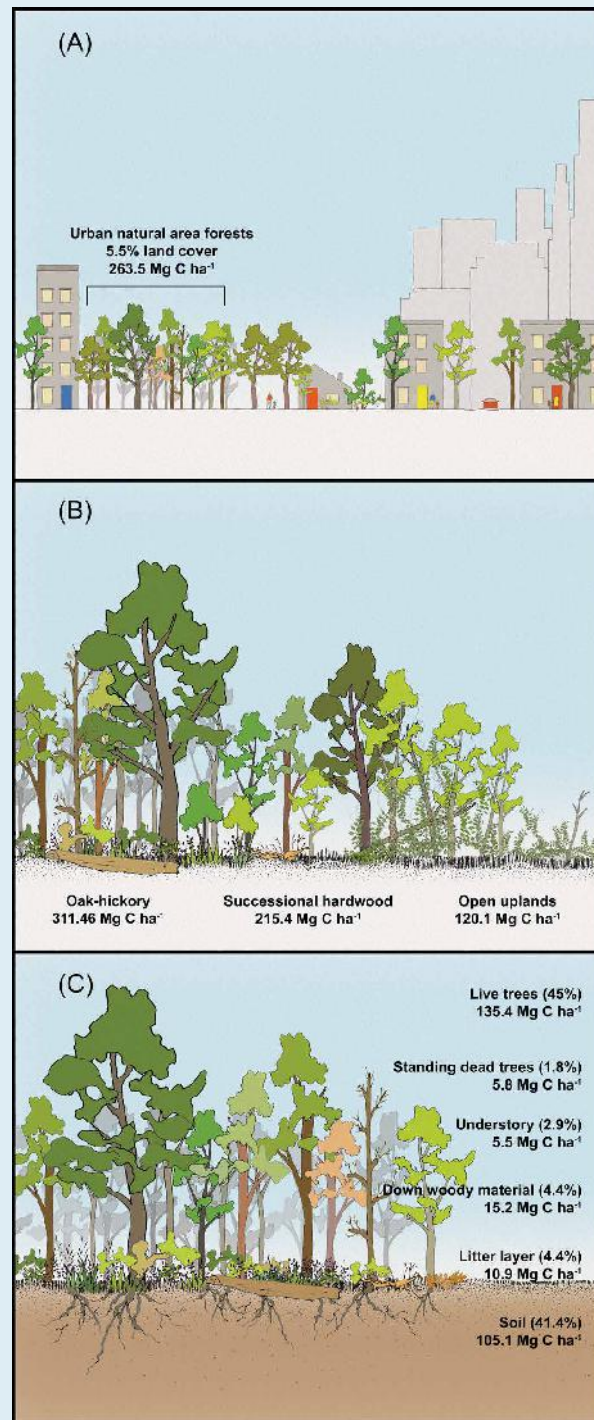 (A)
Urban natural area forests
5.5% land cover
263.5 Mg C ha⁻¹
(B)
Oak-hickory
311.46 Mg C ha⁻¹
Successional hardwood
215.4 Mg C ha⁻¹
Open uplands
120.1 Mg C ha⁻¹
(C)
Live trees (45%)
135.4 Mg C ha⁻¹
Standing dead trees (1.8%)
5.8 Mg C ha⁻¹
Understory (2.9%)
5.5 Mg C ha⁻¹
Down woody material (4.4%)
15.2 Mg C ha⁻¹
Litter layer (4.4%)
10.9 Mg C ha⁻¹
Soil (41.4%)
105.1 Mg C ha⁻¹